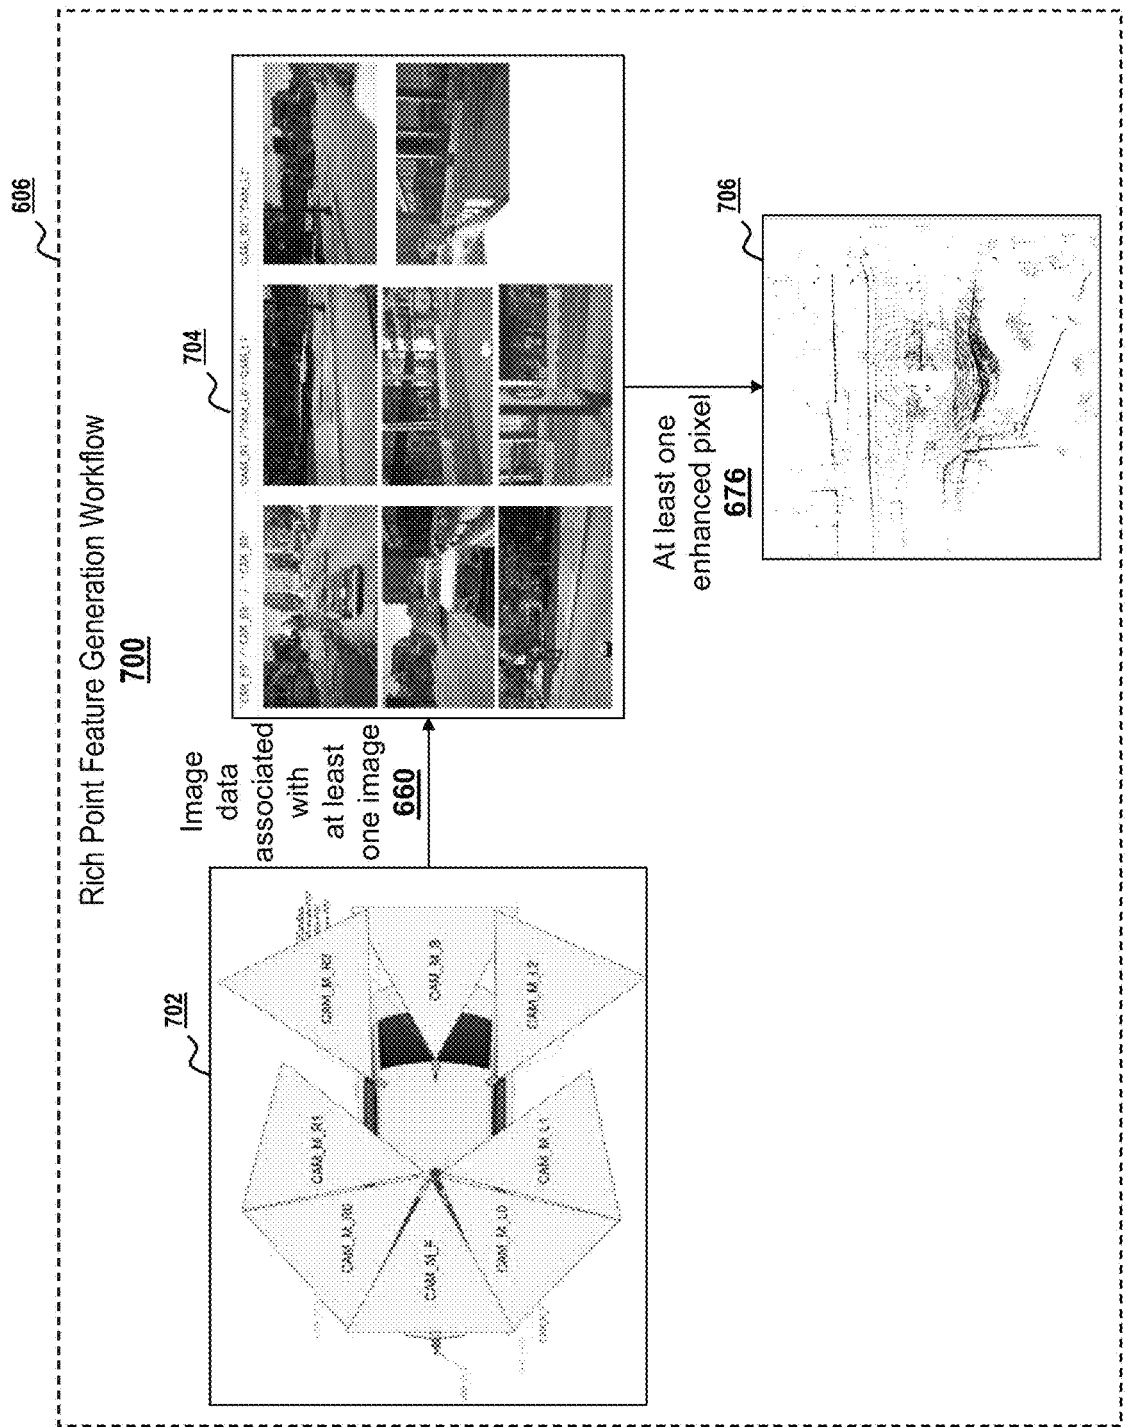 606
Rich Point Feature Generation Workflow
700
702
CAM_M_R1
CAM_M_R0
CAM_M_R2
CAM_M_F
CAM_M_B
CAM_M_L0
CAM_M_L1
CAM_M_L2
Image
data
associated
with
at least
one image
660
704
At least one
enhanced pixel
676
706